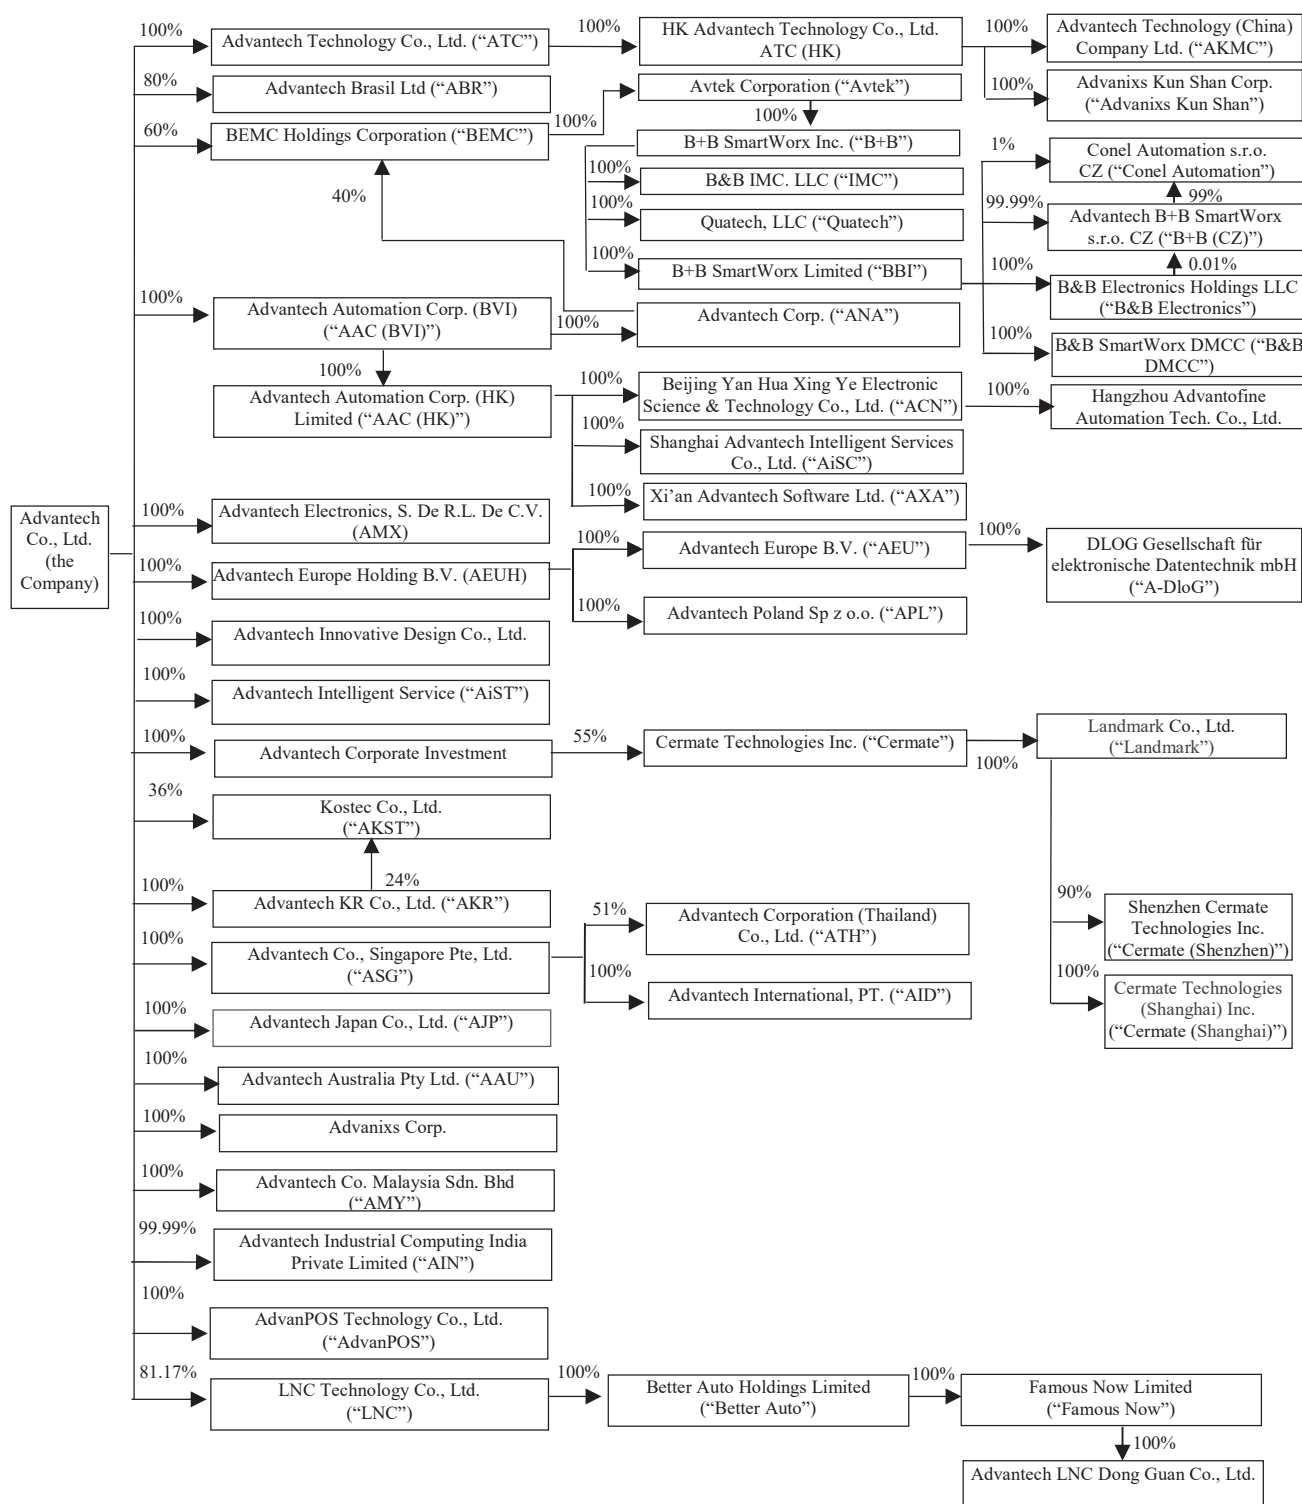 100%
Advantech Technology Co., Ltd. (“ATC”)
100%
HK Advantech Technology Co., Ltd.
ATC (HK)
100%
Advantech Technology (China)
Company Ltd. (“AKMC”)
100%
Advanixs Kun Shan Corp.
(“Advanixs Kun Shan”)
80%
Advantech Brasil Ltd (“ABR”)
60%
BEMC Holdings Corporation (“BEMC”)
100%
Avtek Corporation (“Avtek”)
100%
B+B SmartWorx Inc. (“B+B”)
100%
B&B IMC. LLC (“IMC”)
100%
Quatech, LLC (“Quatech”)
100%
B+B SmartWorx Limited (“BBI”)
1%
Conel Automation s.r.o.
CZ (“Conel Automation”)
99%
99.99%
Advantech B+B SmartWorx
s.r.o. CZ (“B+B (CZ)”)
0.01%
100%
B&B Electronics Holdings LLC
(“B&B Electronics”)
100%
B&B SmartWorx DMCC (“B&B
DMCC”)
40%
100%
Advantech Automation Corp. (BVI)
(“AAC (BVI)”)
100%
Advantech Corp. (“ANA”)
100%
Advantech Automation Corp. (HK)
Limited (“AAC (HK)”)
100%
Beijing Yan Hua Xing Ye Electronic
Science & Technology Co., Ltd. (“ACN”)
100%
Hangzhou Advantofine
Automation Tech. Co., Ltd.
100%
Shanghai Advantech Intelligent Services
Co., Ltd. (“AiSC”)
100%
Xi’an Advantech Software Ltd. (“AXA”)
Advantech
Co., Ltd.
(the
Company)
100%
Advantech Electronics, S. De R.L. De C.V.
(AMX)
100%
Advantech Europe Holding B.V. (AEUH)
100%
Advantech Europe B.V. (“AEU”)
100%
DLOG Gesellschaft für
elektronische Datentechnik mbH
(“A-DloG”)
100%
Advantech Poland Sp z o.o. (“APL”)
100%
Advantech Innovative Design Co., Ltd.
100%
Advantech Intelligent Service (“AiST”)
100%
Advantech Corporate Investment
55%
Cermate Technologies Inc. (“Cermate”)
100%
Landmark Co., Ltd.
(“Landmark”)
90%
Shenzhen Cermate
Technologies Inc.
(“Cermate (Shenzhen)”)
100%
Cermate Technologies
(Shanghai) Inc.
(“Cermate (Shanghai)”)
36%
Kostec Co., Ltd.
(“AKST”)
24%
100%
Advantech KR Co., Ltd. (“AKR”)
100%
Advantech Co., Singapore Pte, Ltd.
(“ASG”)
51%
Advantech Corporation (Thailand)
Co., Ltd. (“ATH”)
100%
Advantech International, PT. (“AID”)
100%
Advantech Japan Co., Ltd. (“AJP”)
100%
Advantech Australia Pty Ltd. (“AAU”)
100%
Advanixs Corp.
100%
Advantech Co. Malaysia Sdn. Bhd
(“AMY”)
99.99%
Advantech Industrial Computing India
Private Limited (“AIN”)
100%
AdvanPOS Technology Co., Ltd.
(“AdvanPOS”)
81.17%
LNC Technology Co., Ltd.
(“LNC”)
100%
Better Auto Holdings Limited
(“Better Auto”)
100%
Famous Now Limited
(“Famous Now”)
100%
Advantech LNC Dong Guan Co., Ltd.